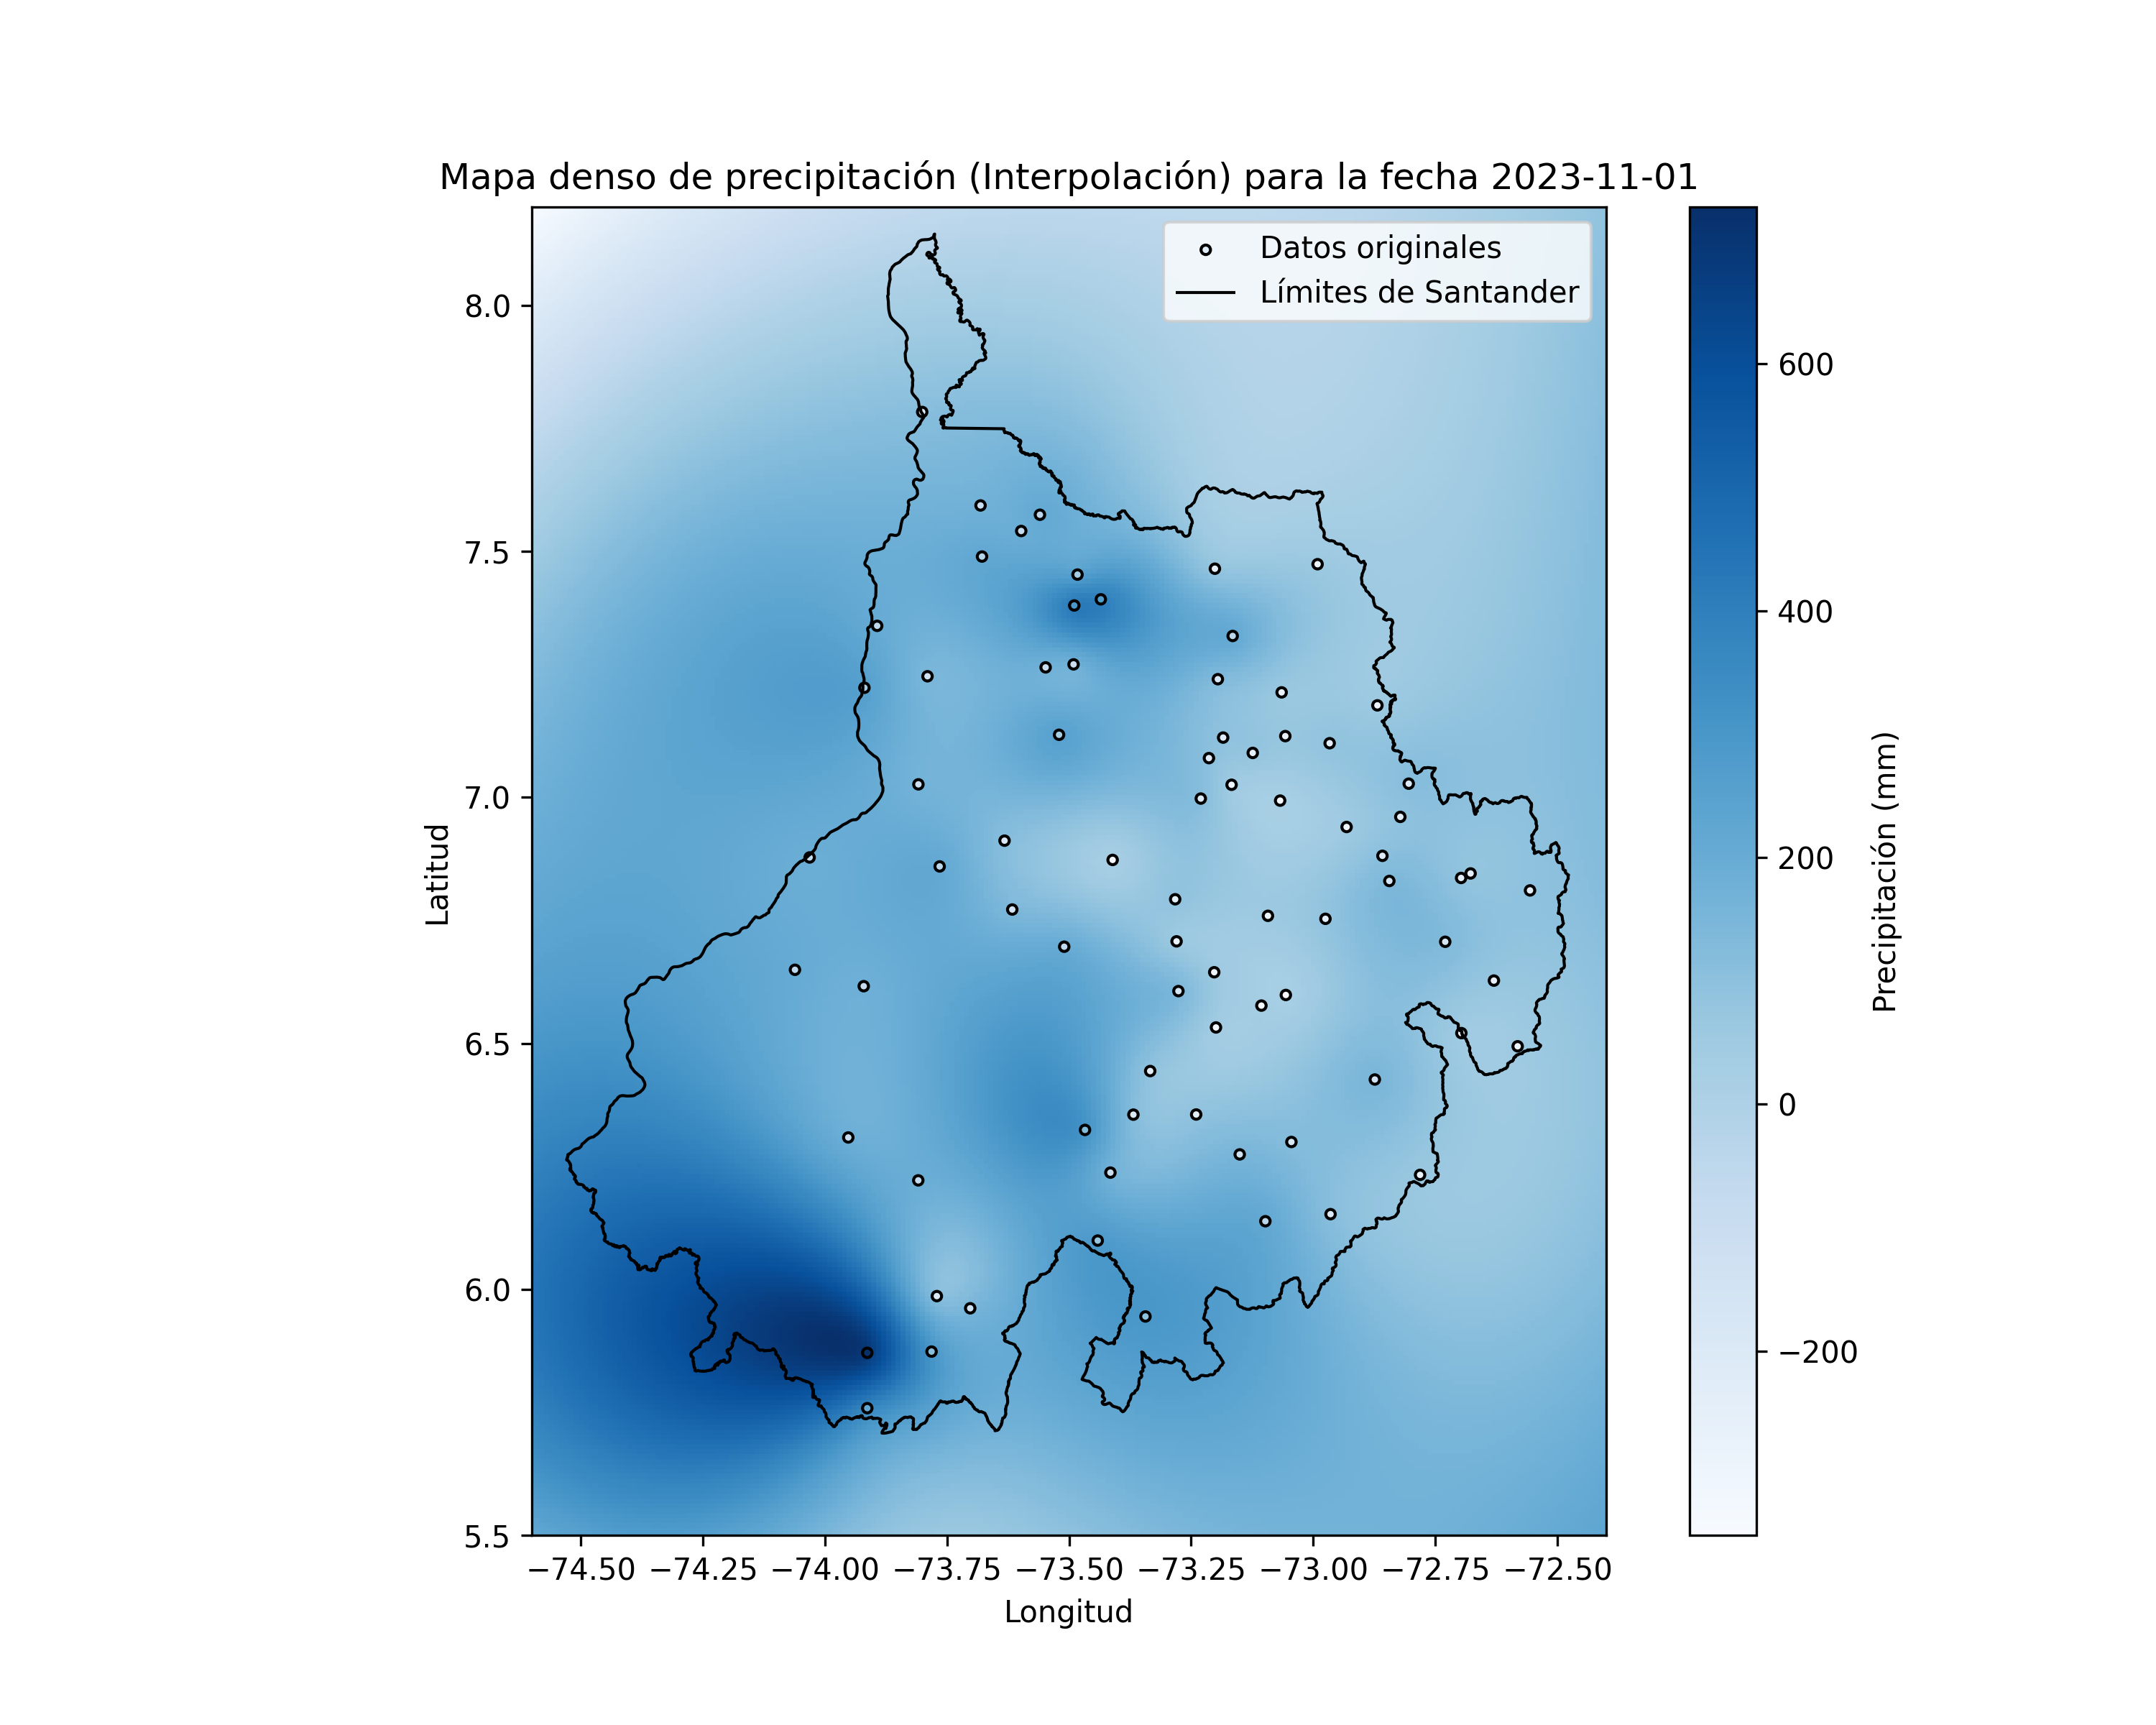 Mapa denso de precipitación (Interpolación) para la fecha 2023-11-01
Datos originales
Límites de Santander
8.0
7.5
7.0
6.5
6.0
5.5
Latitud
−74.50 −74.25 −74.00 −73.75 −73.50 −73.25 −73.00 −72.75 −72.50
Longitud
600
400
200
0
−200
Precipitación (mm)